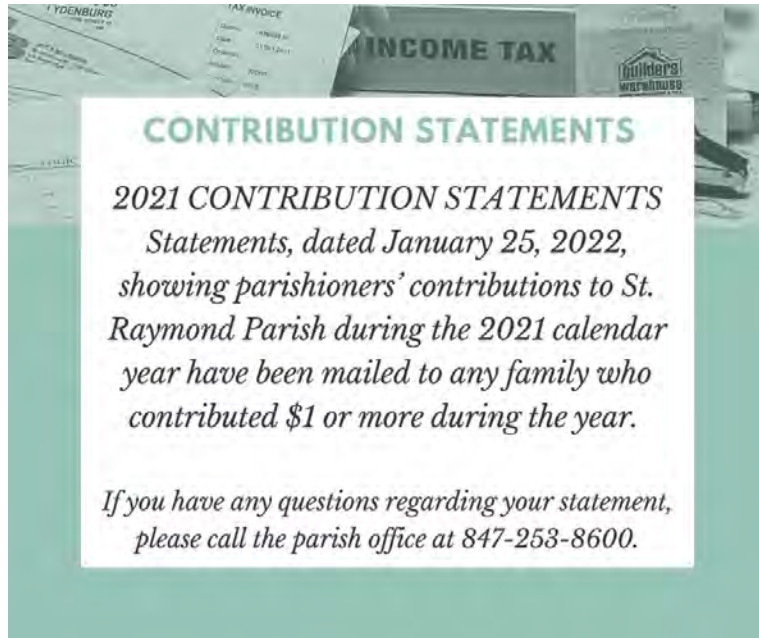 LYDENBURG
TAX INVOICE
INCOME TAX
builders
warehouse
CONTRIBUTION STATEMENTS
2021 CONTRIBUTION STATEMENTS
Statements, dated January 25, 2022,
showing parishioners' contributions to St.
Raymond Parish during the 2021 calendar
year have been mailed to any family who
contributed $1 or more during the year.
If you have any questions regarding your statement,
please call the parish office at 847-253-8600.